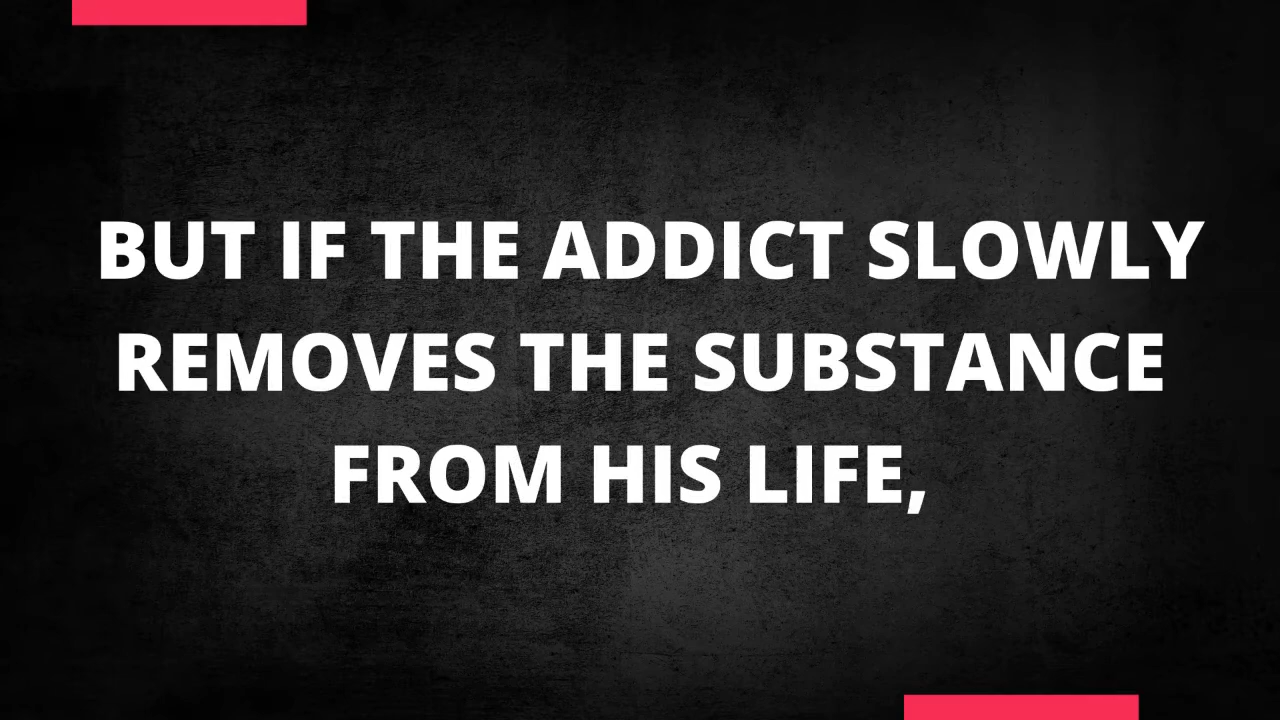 BUT IF THE ADDICT SLOWLY
REMOVES THE SUBSTANCE
FROM HIS LIFE,